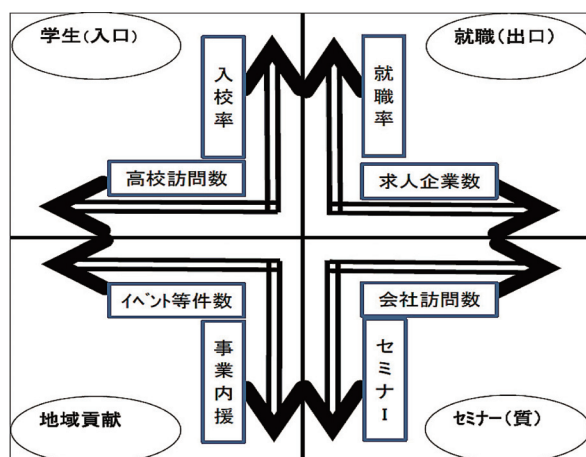 学生(入口)
入校率
高校訪問数
就職(出口)
就職率
求人企業数
イベント等件数
事業内援
地域貢献
会社訪問数
セミナI
セミナー(質)